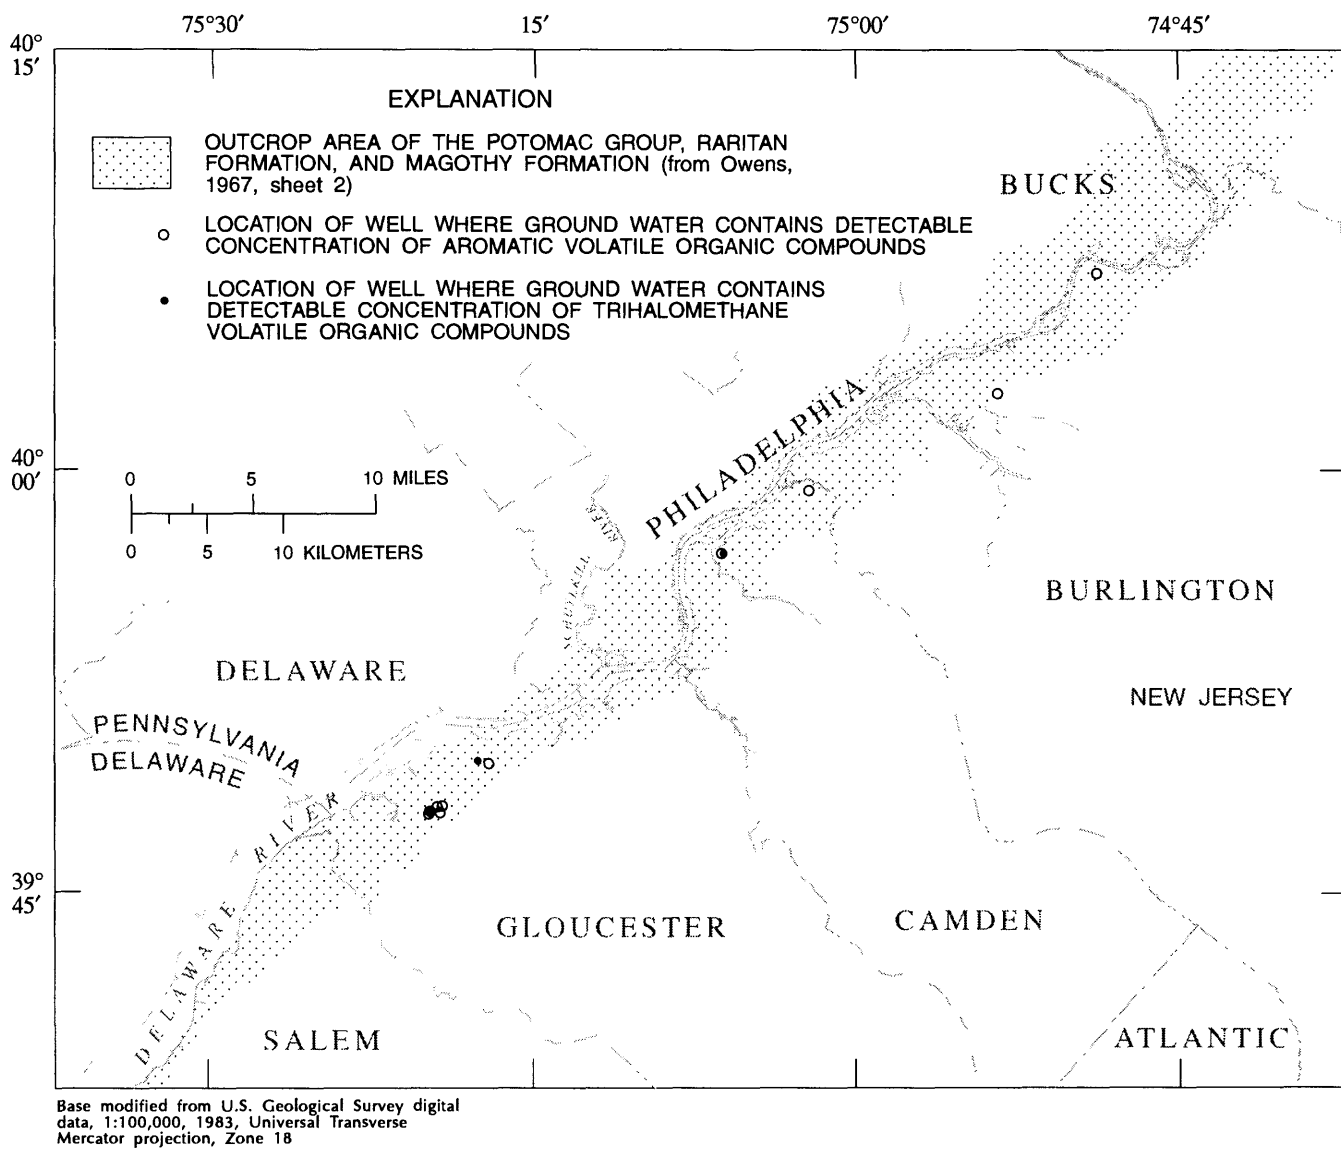 75°30′ 15′ 75°00′ 74°45′
40°
15′
EXPLANATION
OUTCROP AREA OF THE POTOMAC GROUP, RARITAN
FORMATION, AND MAGOTHY FORMATION (from Owens,
1967, sheet 2)
LOCATION OF WELL WHERE GROUND WATER CONTAINS DETECTABLE
CONCENTRATION OF AROMATIC VOLATILE ORGANIC COMPOUNDS
LOCATION OF WELL WHERE GROUND WATER CONTAINS
DETECTABLE CONCENTRATION OF TRIHALOMETHANE
VOLATILE ORGANIC COMPOUNDS
BUCKS
PHILADELPHIA
40°
00′
0 5 10 MILES
0 5 10 KILOMETERS
SCHUYLKILL RIVER
BURLINGTON
DELAWARE
NEW JERSEY
PENNSYLVANIA
DELAWARE
DELAWARE RIVER
39°
45′
GLOUCESTER
CAMDEN
SALEM
ATLANTIC
Base modified from U.S. Geological Survey digital
data, 1:100,000, 1983, Universal Transverse
Mercator projection, Zone 18